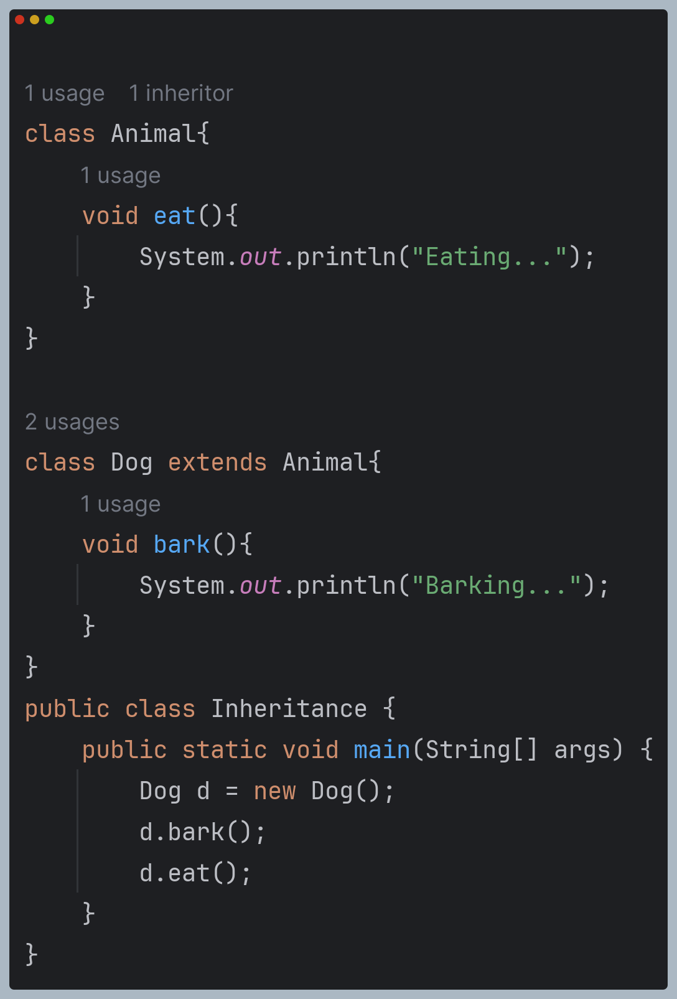 1 usage 1 inheritor
class Animal{
1 usage
void eat(){
System.out.println("Eating...");
}
}
2 usages
class Dog extends Animal{
1 usage
void bark(){
System.out.println("Barking...");
}
}
public class Inheritance {
public static void main(String[] args) {
Dog d = new Dog();
d.bark();
d.eat();
}
}